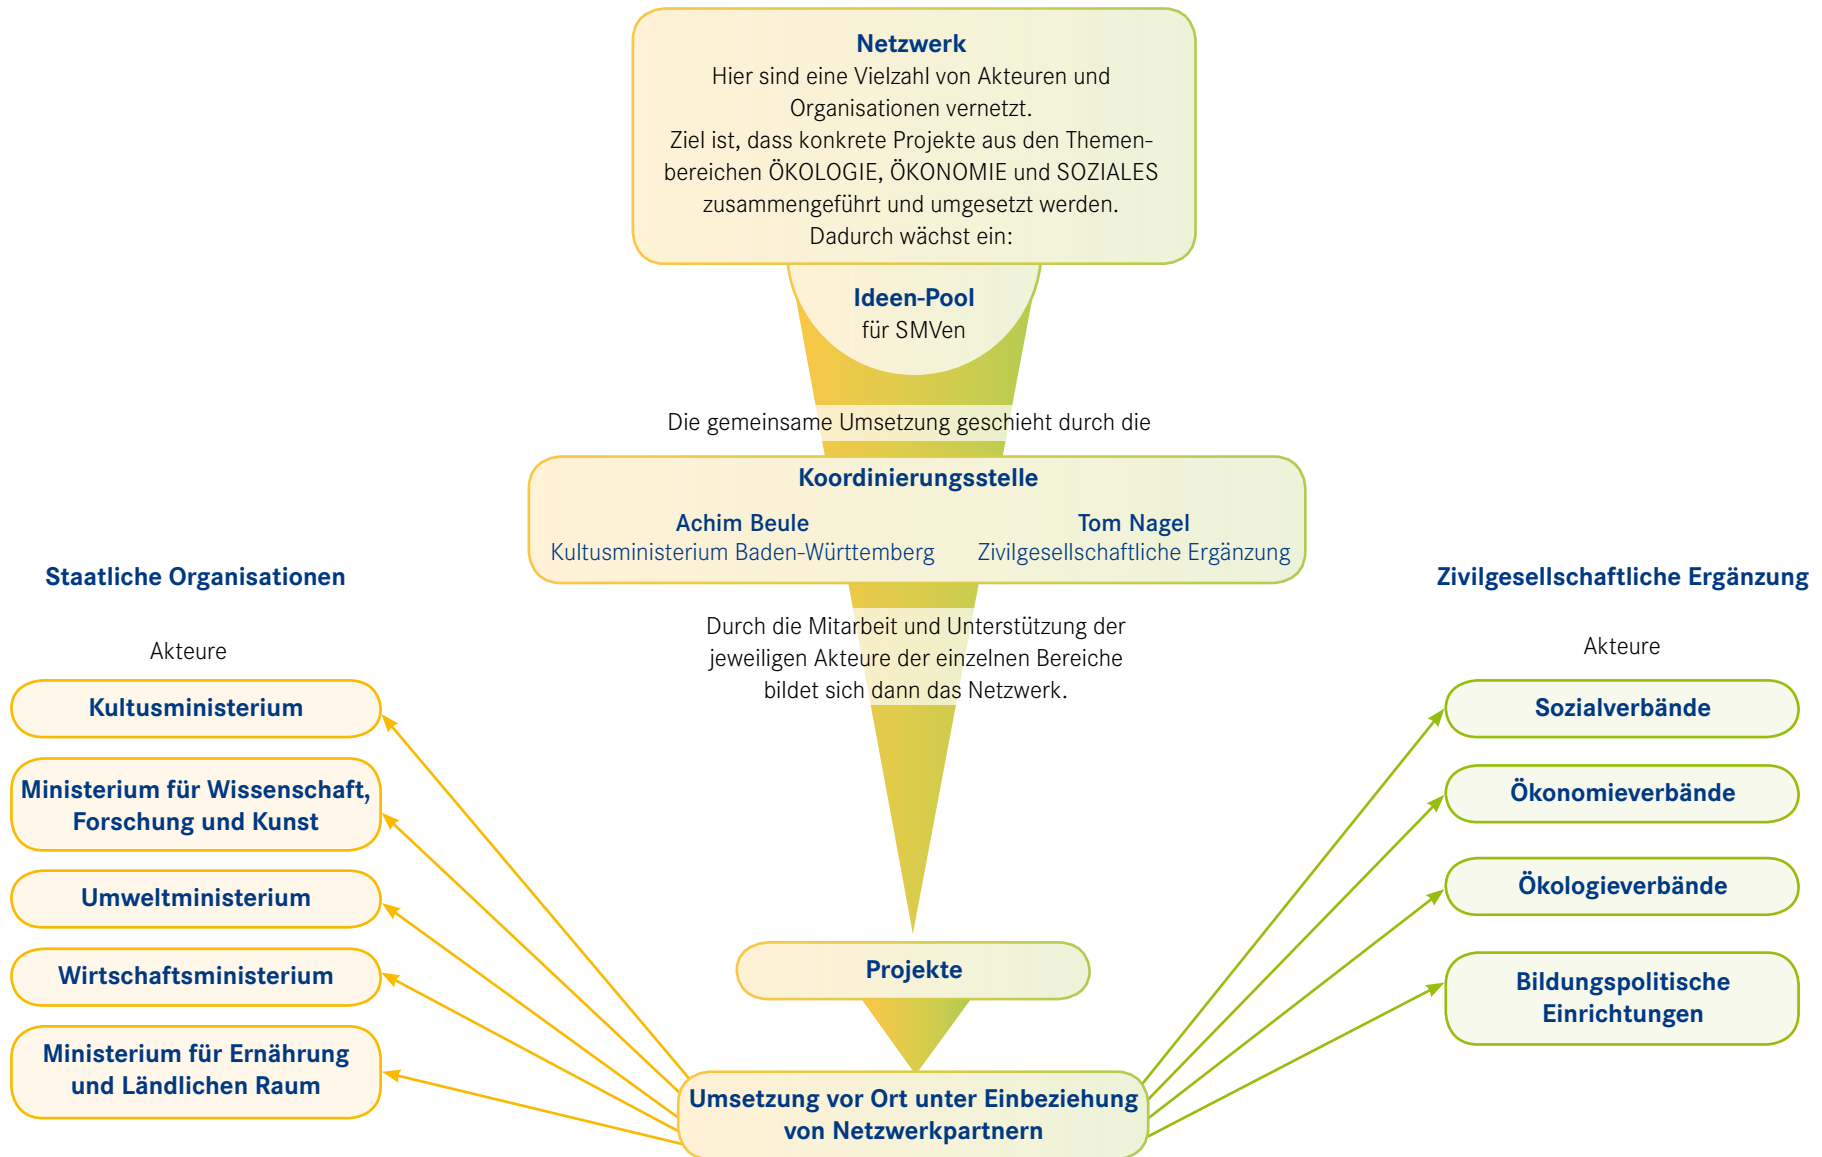 Netzwerk
Hier sind eine Vielzahl von Akteuren und
Organisationen vernetzt.
Ziel ist, dass konkrete Projekte aus den Themen-
bereichen ÖKOLOGIE, ÖKONOMIE und SOZIALES
zusammengeführt und umgesetzt werden.
Dadurch wächst ein:
Ideen-Pool
für SMVen
Die gemeinsame Umsetzung geschieht durch die
Koordinierungsstelle
Achim Beule
Kultusministerium Baden-Württemberg
Tom Nagel
Zivilgesellschaftliche Ergänzung
Durch die Mitarbeit und Unterstützung der
jeweiligen Akteure der einzelnen Bereiche
bildet sich dann das Netzwerk.
Staatliche Organisationen
Akteure
Kultusministerium
Ministerium für Wissenschaft,
Forschung und Kunst
Umweltministerium
Wirtschaftsministerium
Ministerium für Ernährung
und Ländlichen Raum
Zivilgesellschaftliche Ergänzung
Akteure
Sozialverbände
Ökonomieverbände
Ökologieverbände
Bildungspolitische
Einrichtungen
Projekte
Umsetzung vor Ort unter Einbeziehung
von Netzwerkpartnern